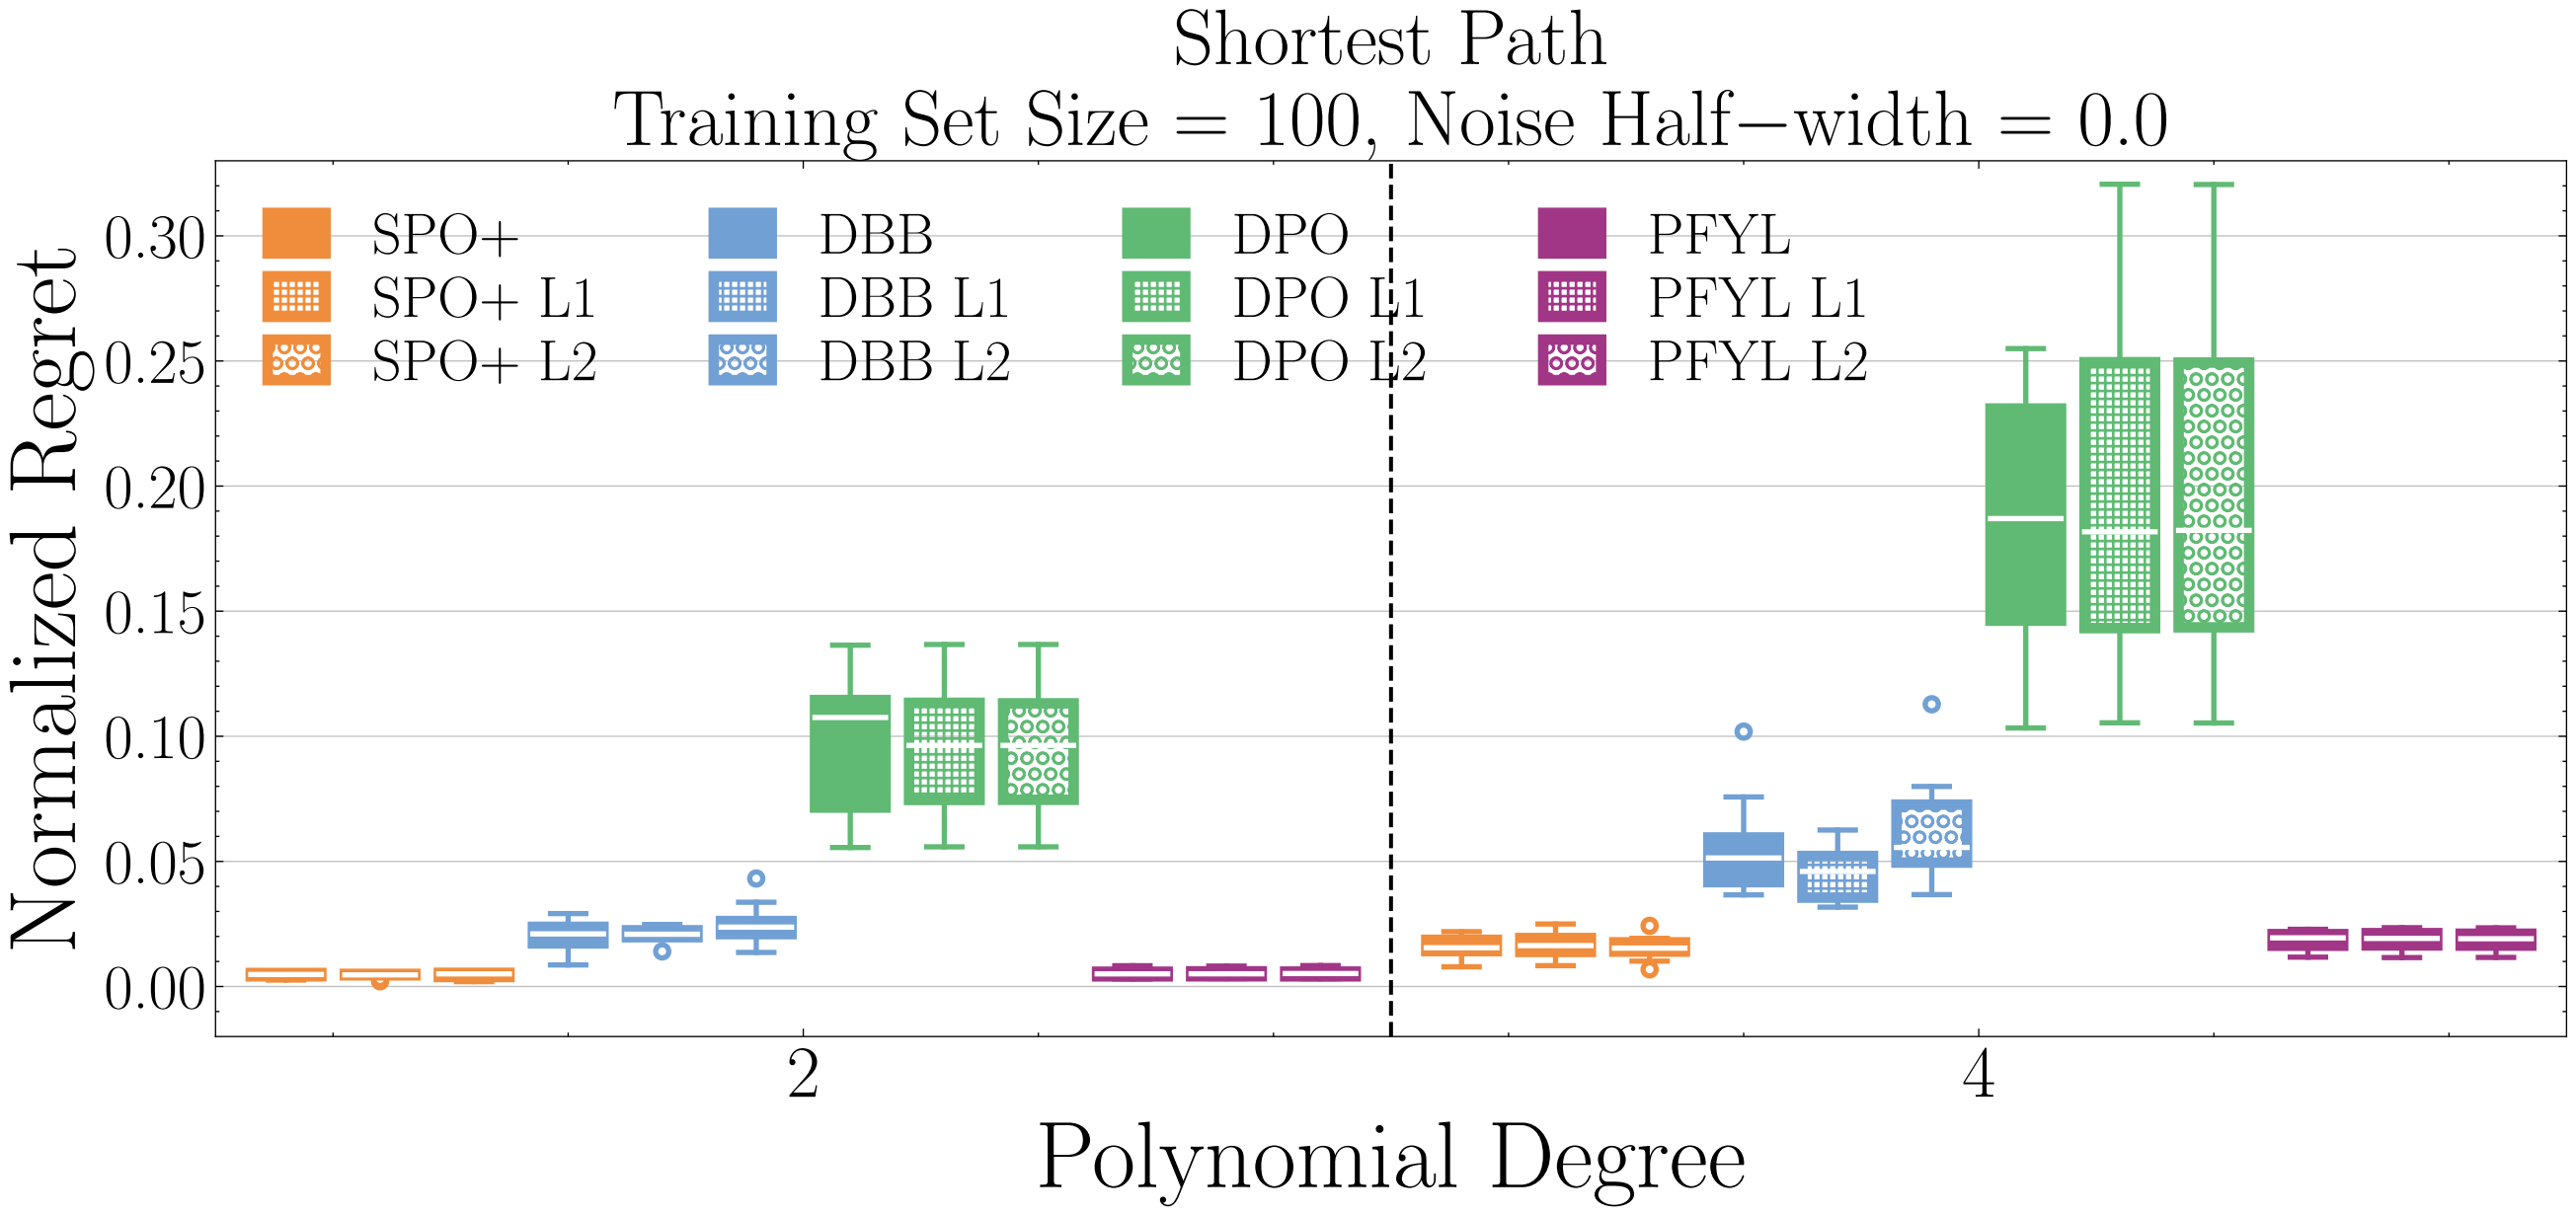 Shortest Path
Training Set Size = 100, Noise Half−width = 0.0
Normalized Regret
0.30
0.25
0.20
0.15
0.10
0.05
0.00
SPO+ DBB DPO PFYL
SPO+ L1 DBB L1 DPO L1 PFYL L1
SPO+ L2 DBB L2 DPO L2 PFYL L2
2 4
Polynomial Degree